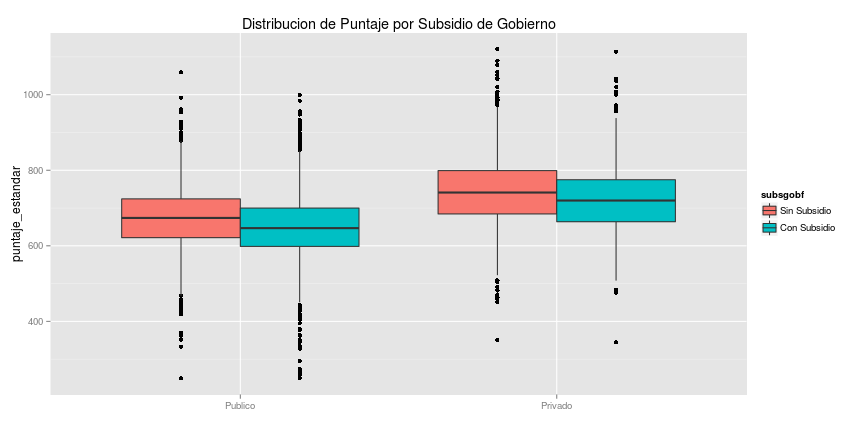 Distribucion de Puntaje por Subsidio de Gobierno
puntaje_estandar
1000
800
600
400
Publico
Privado
subsgobf
Sin Subsidio
Con Subsidio